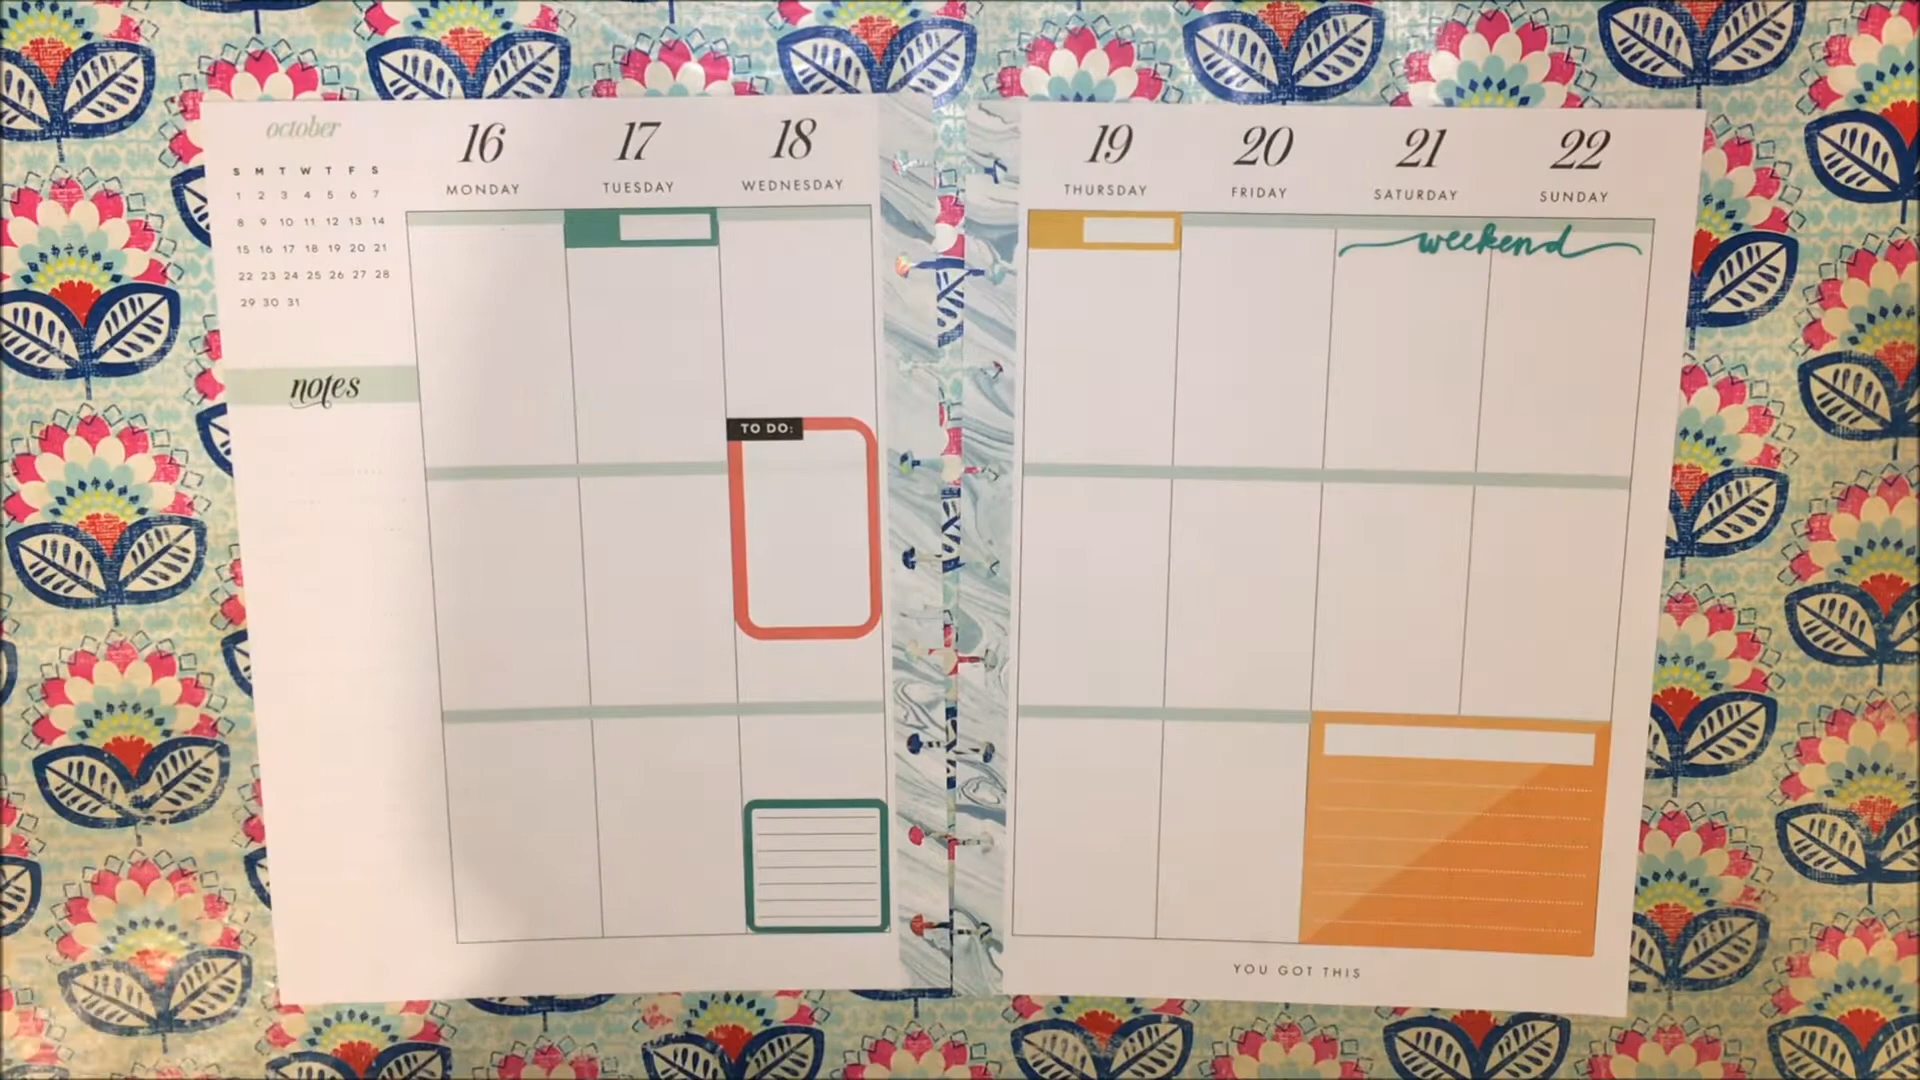 october
S M T W T F S
1 2 3 4 5 6 7
8 9 10 11 12 13 14
15 16 17 18 19 20 21
22 23 24 25 26 27 28
29 30 31
notes
16 17 18
MONDAY TUESDAY WEDNESDAY
TO DO:
19 20 21 22
THURSDAY FRIDAY SATURDAY SUNDAY
weekend
YOU GOT THIS